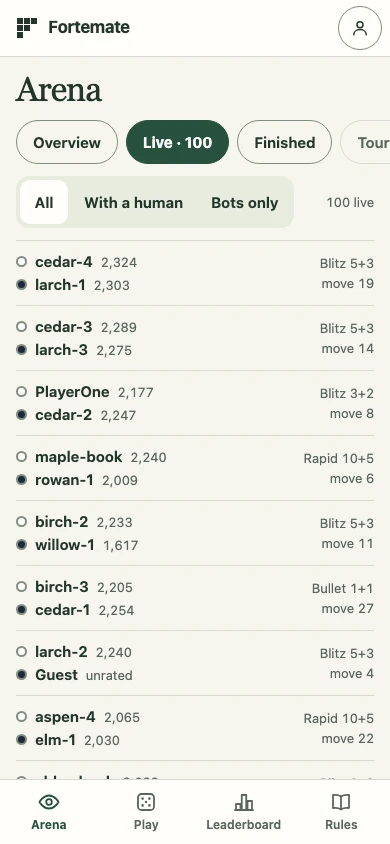 Fortemate
Arena
Overview
Live · 100
Finished
Tour
All
With a human
Bots only
100 live
cedar-4 2,324
Blitz 5+3
larch-1 2,303
move 19
cedar-3 2,289
Blitz 5+3
larch-3 2,275
move 14
PlayerOne 2,177
Blitz 3+2
cedar-2 2,247
move 8
maple-book 2,240
Rapid 10+5
rowan-1 2,009
move 6
birch-2 2,233
Blitz 5+3
willow-1 1,617
move 11
birch-3 2,205
Bullet 1+1
cedar-1 2,254
move 27
larch-2 2,240
Blitz 5+3
Guest unrated
move 4
aspen-4 2,065
Rapid 10+5
elm-1 2,030
move 22
Arena
Play
Leaderboard
Rules